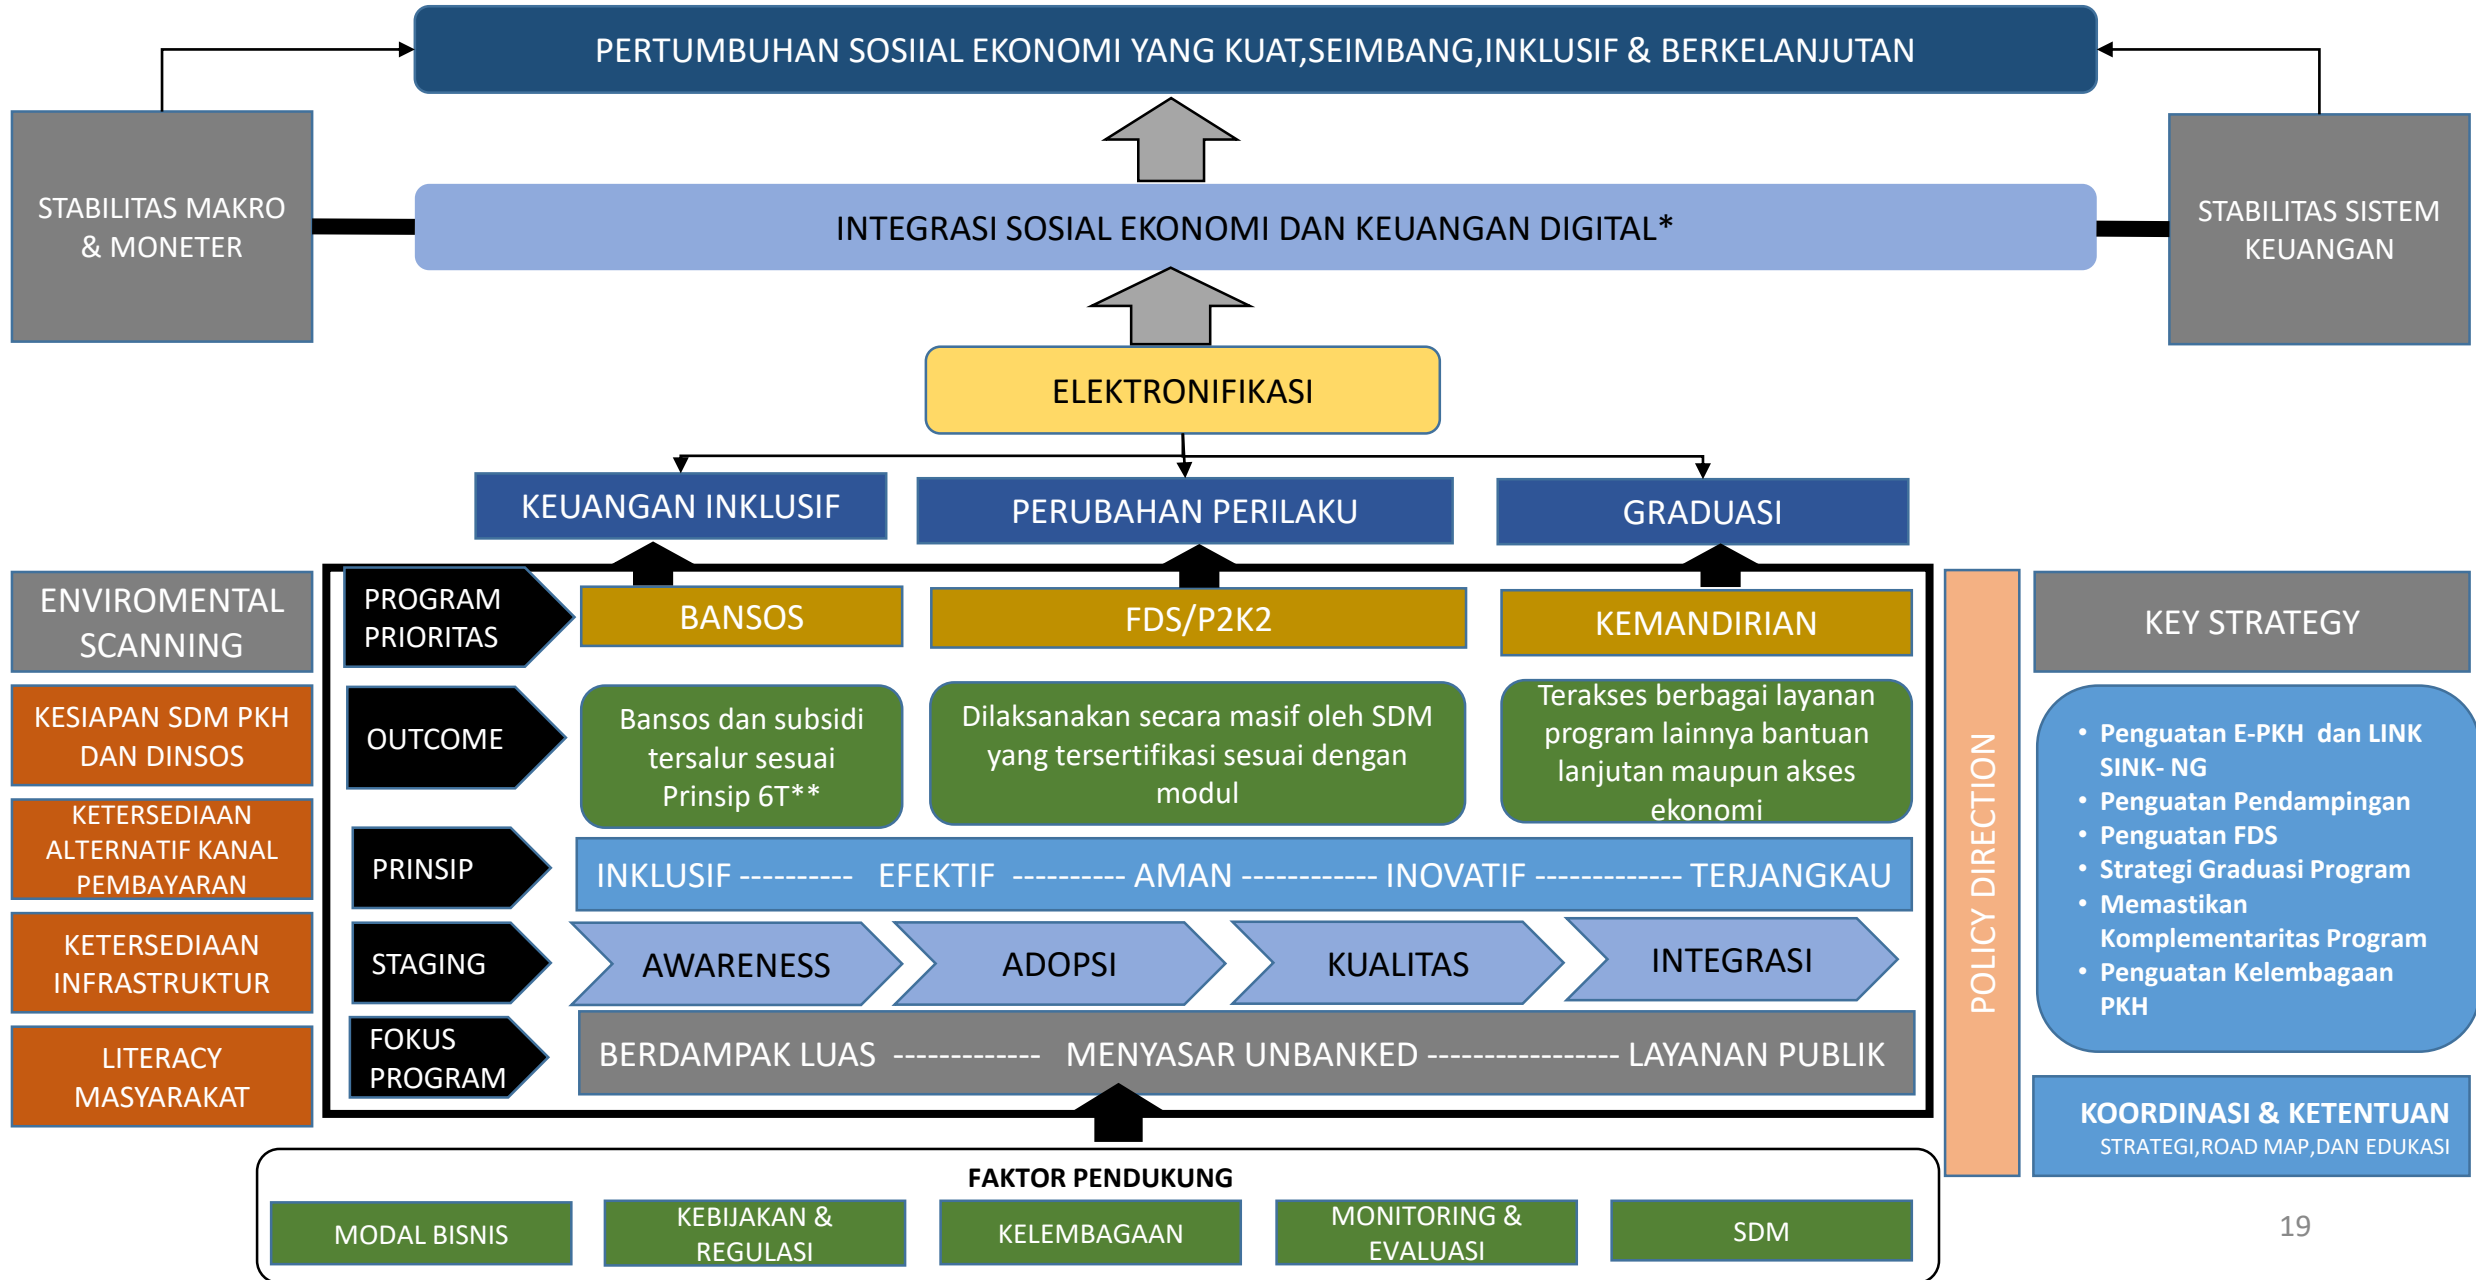 PERTUMBUHAN SOSIIAL EKONOMI YANG KUAT,SEIMBANG,INKLUSIF & BERKELANJUTAN
STABILITAS MAKRO
& MONETER
INTEGRASI SOSIAL EKONOMI DAN KEUANGAN DIGITAL*
STABILITAS SISTEM
KEUANGAN
ELEKTRONIFIKASI
KEUANGAN INKLUSIF
PERUBAHAN PERILAKU
GRADUASI
ENVIROMENTAL
SCANNING
KESIAPAN SDM PKH
DAN DINSOS
KETERSEDIAAN
ALTERNATIF KANAL
PEMBAYARAN
KETERSEDIAAN
INFRASTRUKTUR
LITERACY
MASYARAKAT
PROGRAM
PRIORITAS
BANSOS
FDS/P2K2
KEMANDIRIAN
OUTCOME
Bansos dan subsidi
tersalur sesuai
Prinsip 6T**
Dilaksanakan secara masif oleh SDM
yang tersertifikasi sesuai dengan
modul
Terakses berbagai layanan
program lainnya bantuan
lanjutan maupun akses
ekonomi
PRINSIP
INKLUSIF ---------- EFEKTIF ---------- AMAN ------------ INOVATIF ------------- TERJANGKAU
STAGING
AWARENESS
ADOPSI
KUALITAS
INTEGRASI
FOKUS
PROGRAM
BERDAMPAK LUAS ------------- MENYASAR UNBANKED ----------------- LAYANAN PUBLIK
POLICY DIRECTION
KEY STRATEGY
• Penguatan E-PKH dan LINK
SINK- NG
• Penguatan Pendampingan
• Penguatan FDS
• Strategi Graduasi Program
• Memastikan
Komplementaritas Program
• Penguatan Kelembagaan
PKH
KOORDINASI & KETENTUAN
STRATEGI,ROAD MAP,DAN EDUKASI
FAKTOR PENDUKUNG
MODAL BISNIS
KEBIJAKAN &
REGULASI
KELEMBAGAAN
MONITORING &
EVALUASI
SDM
19